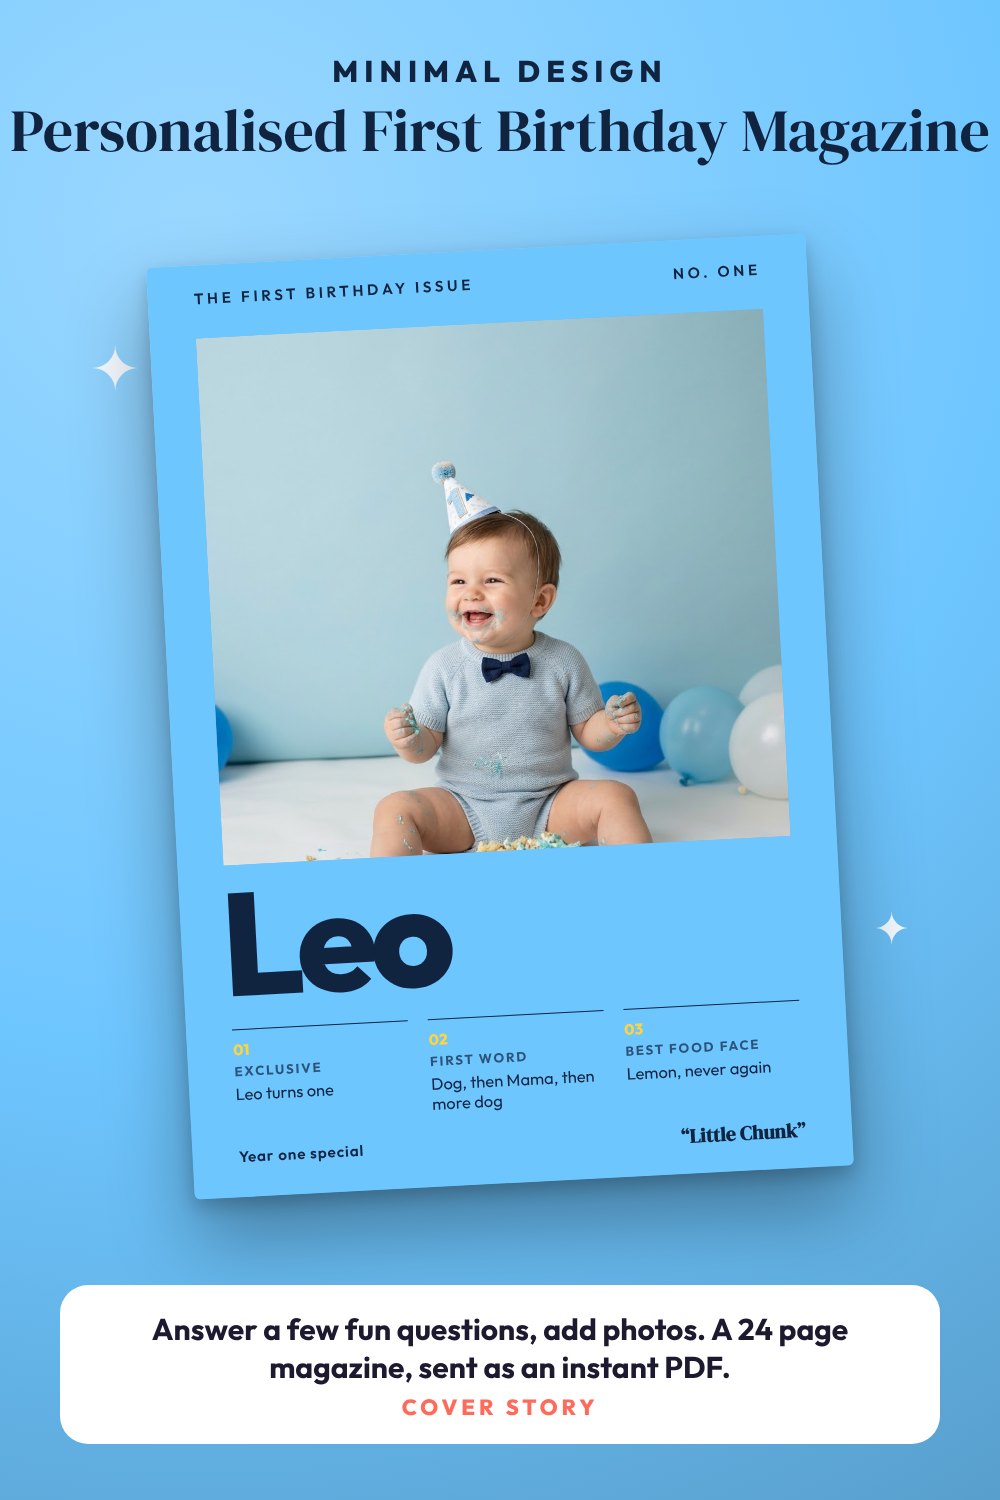 MINIMAL DESIGN
Personalised First Birthday Magazine
THE FIRST BIRTHDAY ISSUE
NO. ONE
1
Leo
01
EXCLUSIVE
Leo turns one
02
FIRST WORD
Dog, then Mama, then
more dog
03
BEST FOOD FACE
Lemon, never again
Year one special
“Little Chunk”
Answer a few fun questions, add photos. A 24 page
magazine, sent as an instant PDF.
COVER STORY